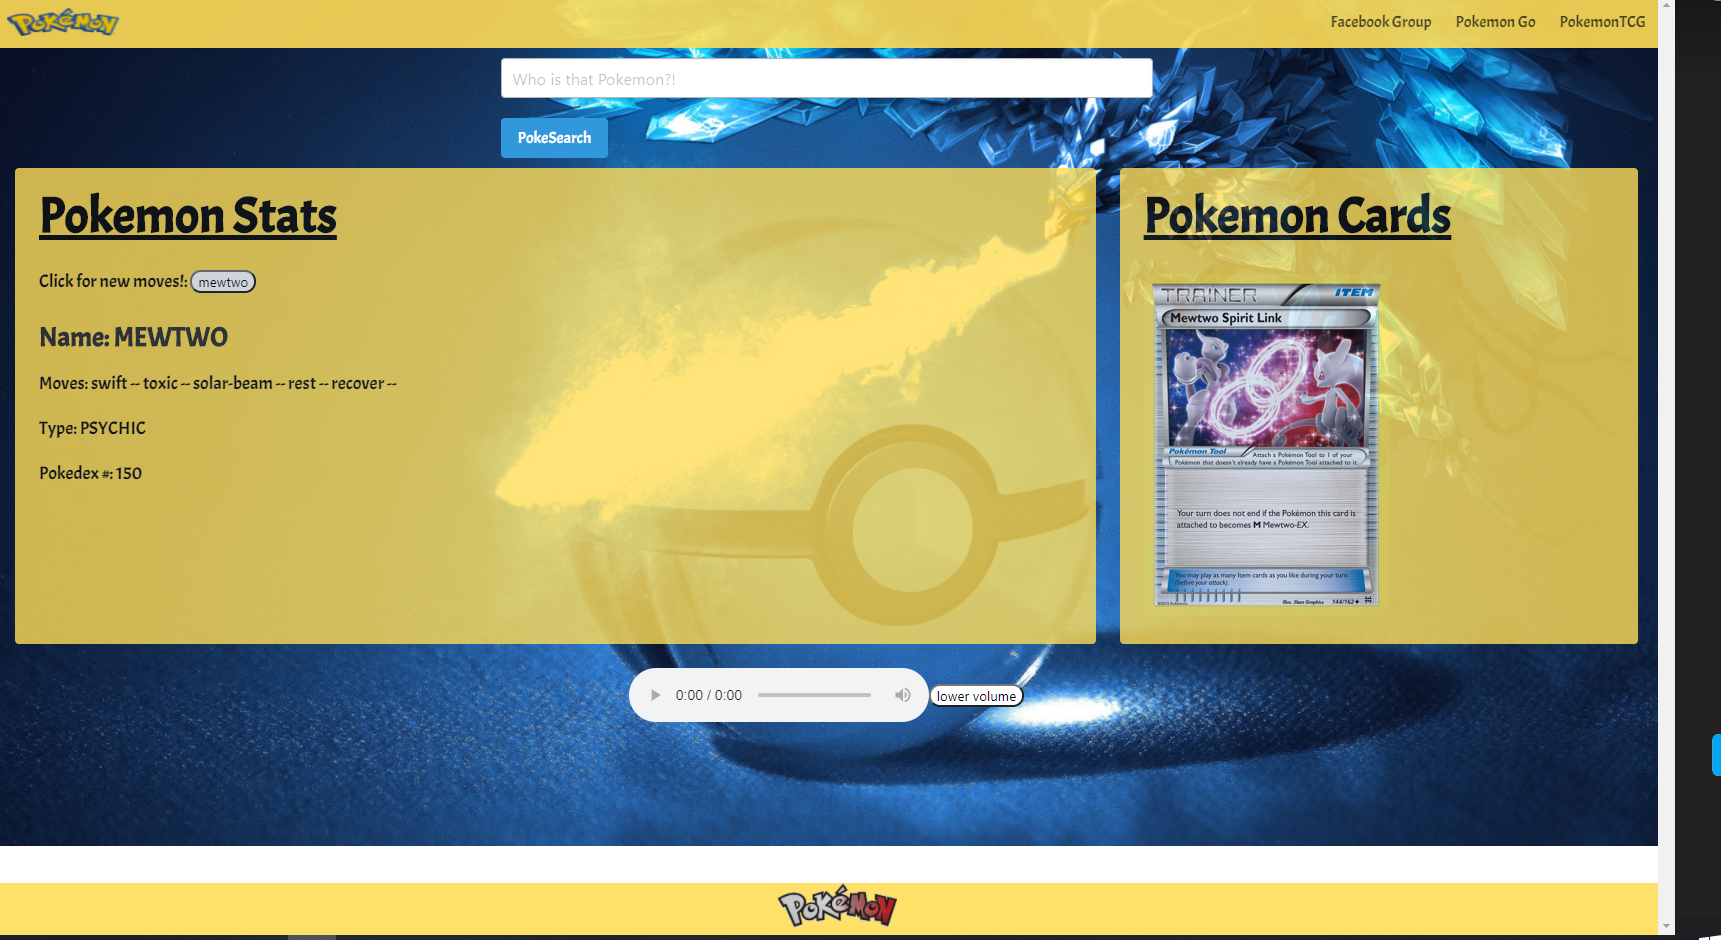 POKéMON
Facebook Group Pokemon Go PokemonTCG
Who is that Pokemon?!
PokeSearch
Pokemon Stats
Click for new moves!: mewtwo
Name: MEWTWO
Moves: swift -- toxic -- solar-beam -- rest -- recover --
Type: PSYCHIC
Pokedex #: 150
Pokemon Cards
TRAINER ITEM
Mewtwo Spirit Link
Pokémon Tool Attach a Pokémon Tool to 1 of your
Pokémon that doesn't already have a Pokémon Tool attached to it.
Your turn does not end if the Pokémon this card is
attached to becomes M Mewtwo-EX.
You may play as many Item cards as you like during your turn
(before your attack).
Illus. 5ban Graphics 144/162
0:00 / 0:00
lower volume
POKéMON